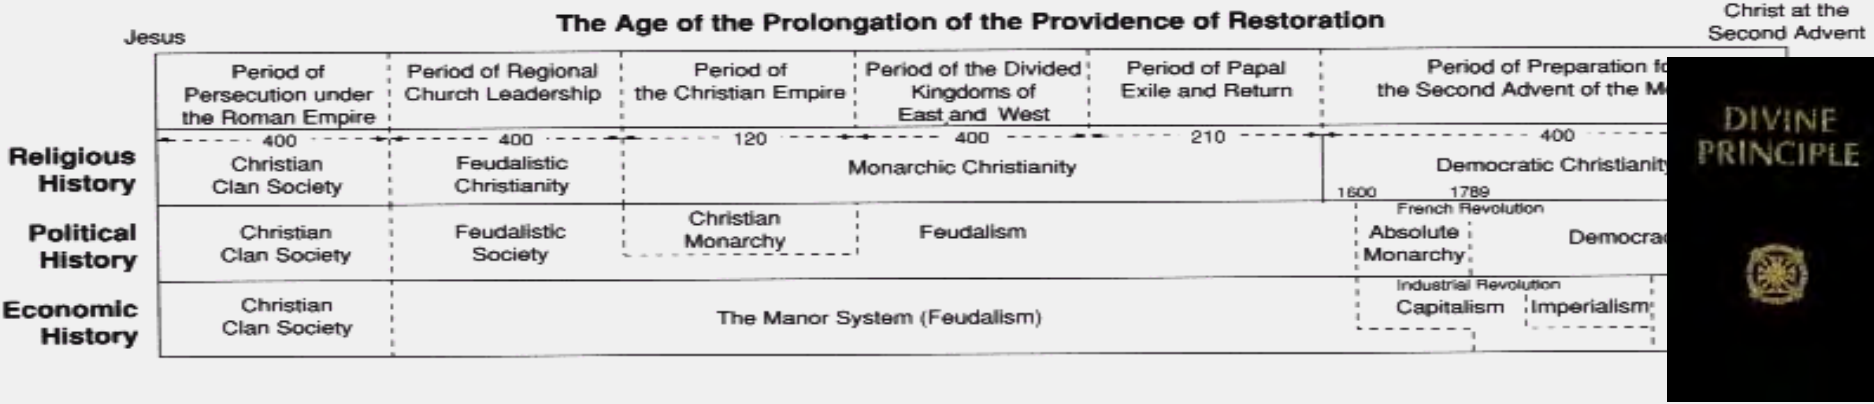 The Age of the Prolongation of the Providence of Restoration
Christ at the
Second Advent
Jesus
Period of
Persecution under
the Roman Empire
Period of Regional
Church Leadership
Period of
the Christian Empire
Period of the Divided
Kingdoms of
East and West
Period of Papal
Exile and Return
Period of Preparation fo
the Second Advent of the M
400
400
120
400
210
400
Religious
History
Christian
Clan Society
Feudalistic
Christianity
Monarchic Christianity
Democratic Christianity
1600
1789
French Revolution
Political
History
Christian
Clan Society
Feudalistic
Society
Christian
Monarchy
Feudalism
Absolute
Monarchy
Democrac
Industrial Revolution
Economic
History
Christian
Clan Society
The Manor System (Feudalism)
Capitalism
Imperialism
DIVINE
PRINCIPLE